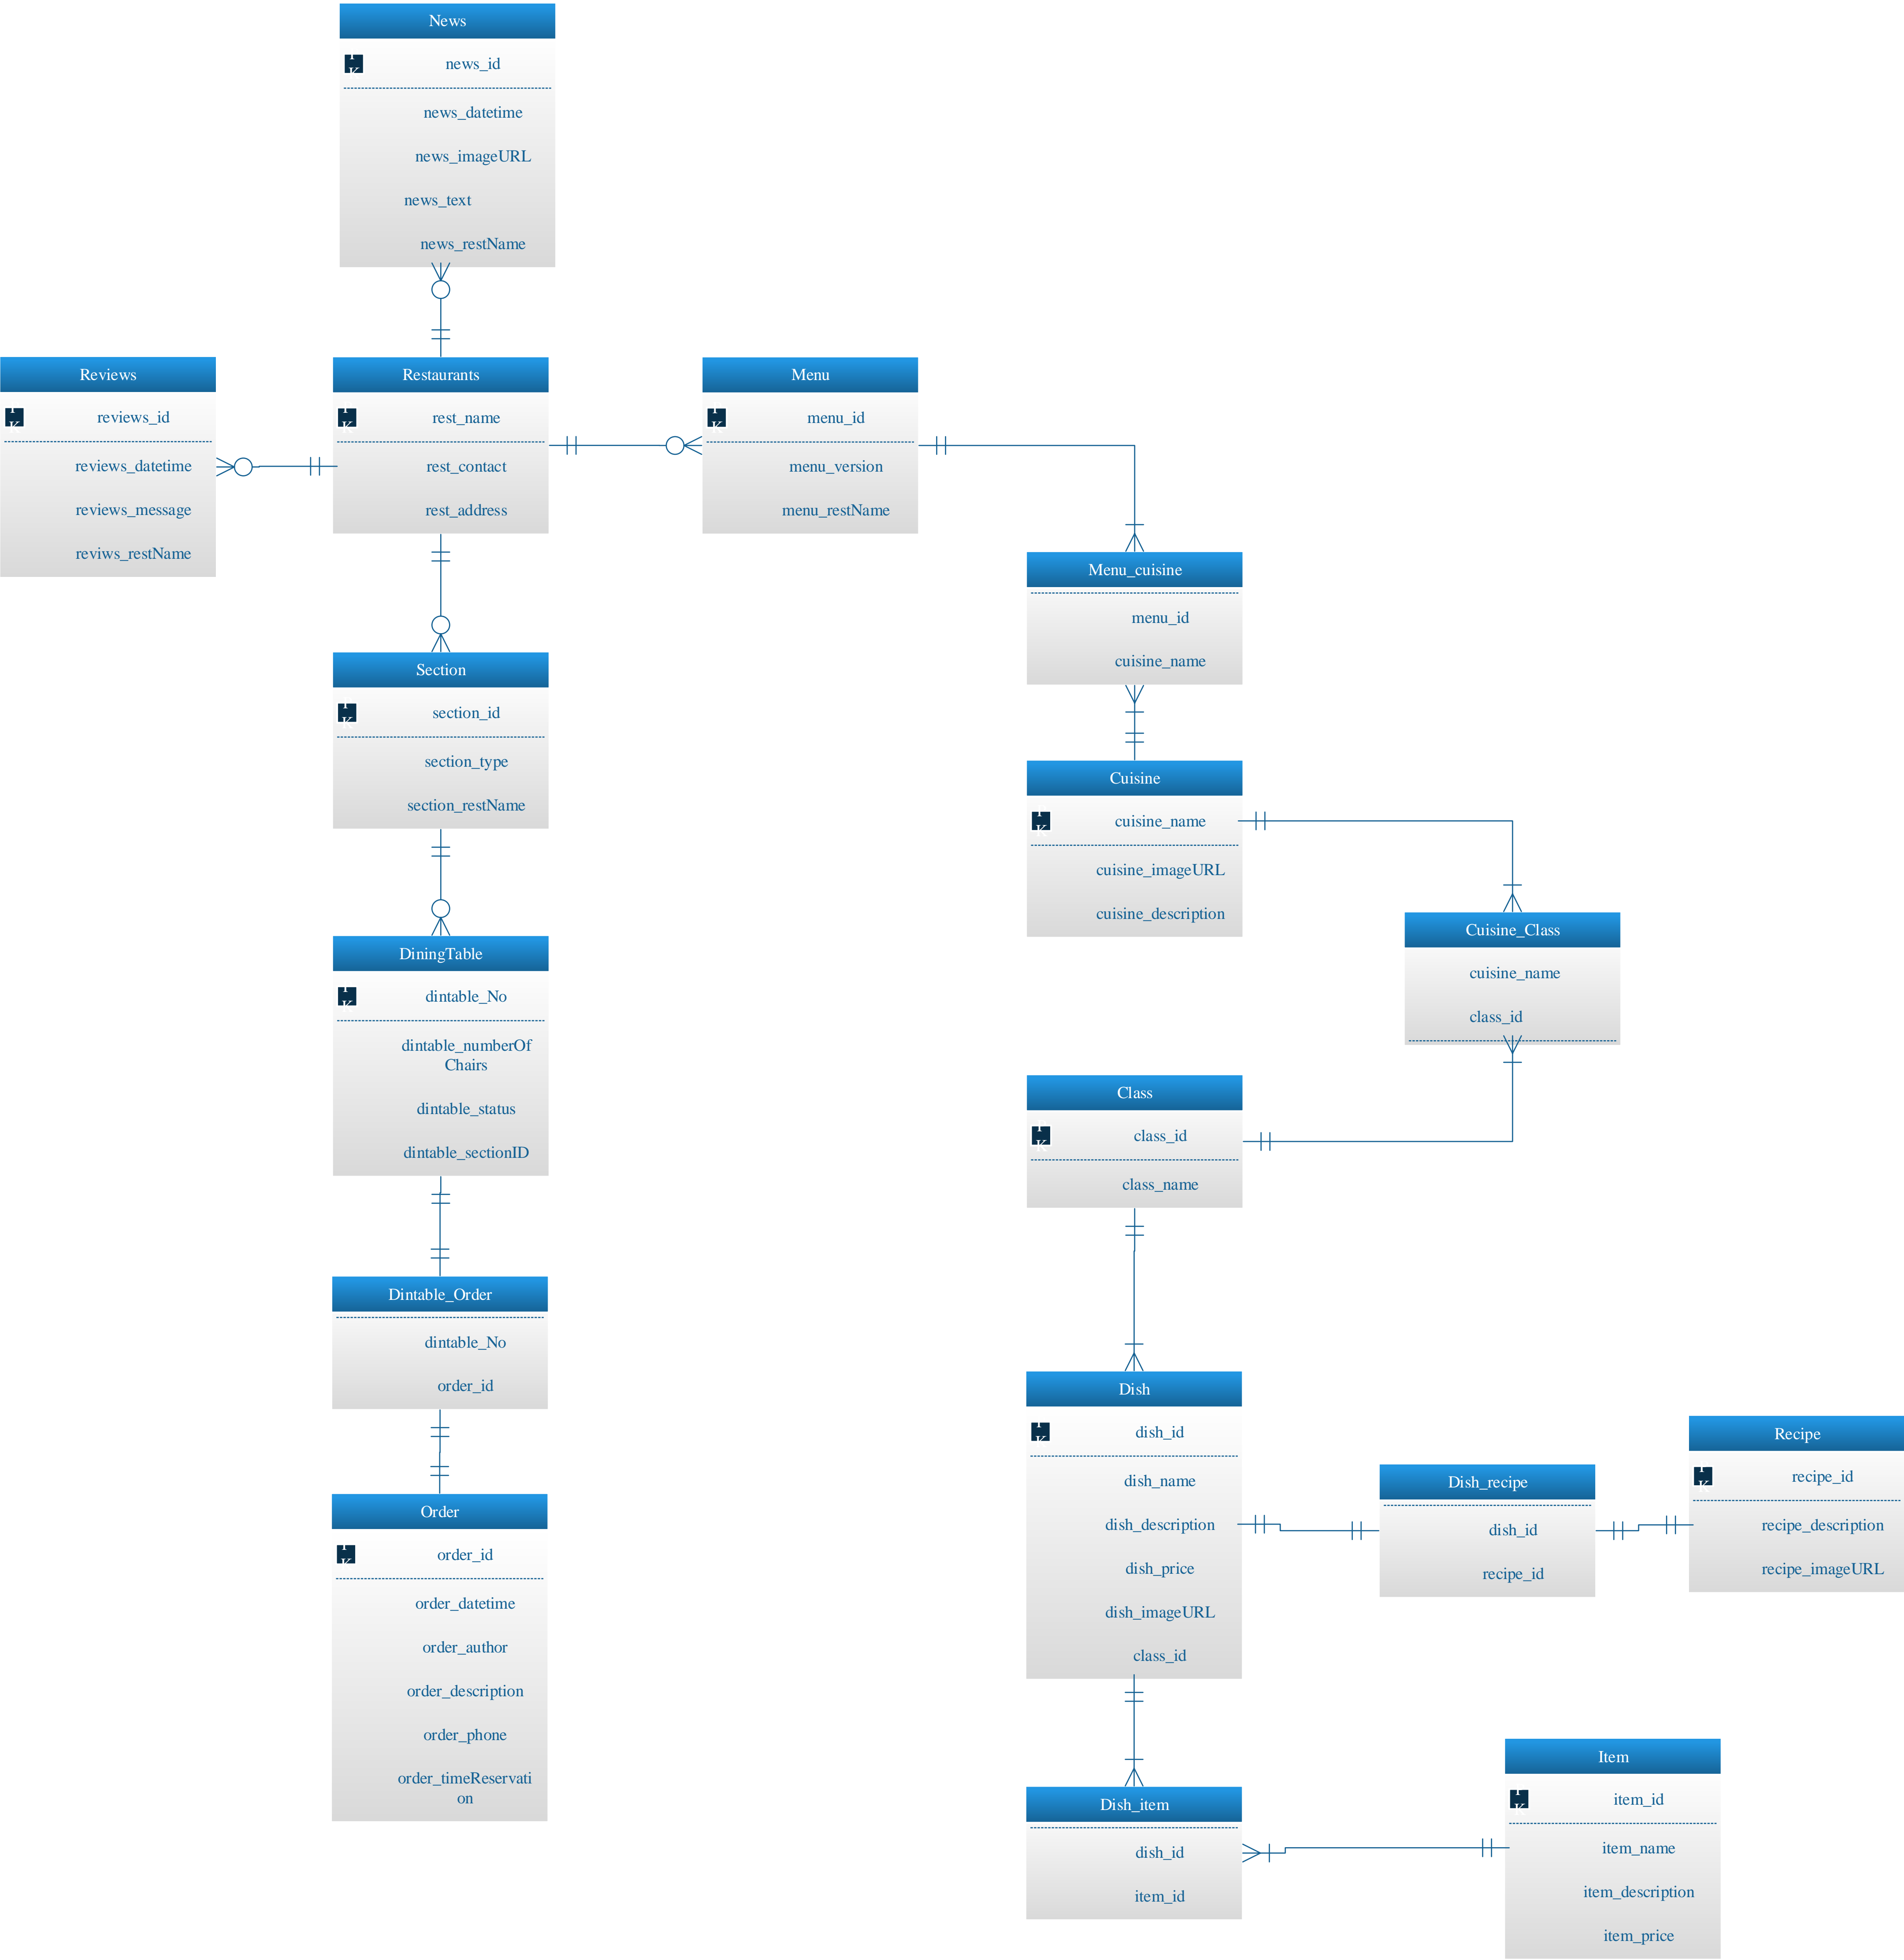 News
news_id
news_datetime
news_imageURL
news_text
news_restName
Reviews
reviews_id
reviews_datetime
reviews_message
reviws_restName
Restaurants
rest_name
rest_contact
rest_address
Menu
menu_id
menu_version
menu_restName
Menu_cuisine
menu_id
cuisine_name
Section
section_id
section_type
section_restName
Cuisine
cuisine_name
cuisine_imageURL
cuisine_description
Cuisine_Class
cuisine_name
class_id
DiningTable
dintable_No
dintable_numberOf
Chairs
dintable_status
dintable_sectionID
Class
class_id
class_name
Dintable_Order
dintable_No
order_id
Dish
dish_id
dish_name
dish_description
dish_price
dish_imageURL
class_id
Dish_recipe
dish_id
recipe_id
Recipe
recipe_id
recipe_description
recipe_imageURL
Order
order_id
order_datetime
order_author
order_description
order_phone
order_timeReservati
on
Dish_item
dish_id
item_id
Item
item_id
item_name
item_description
item_price